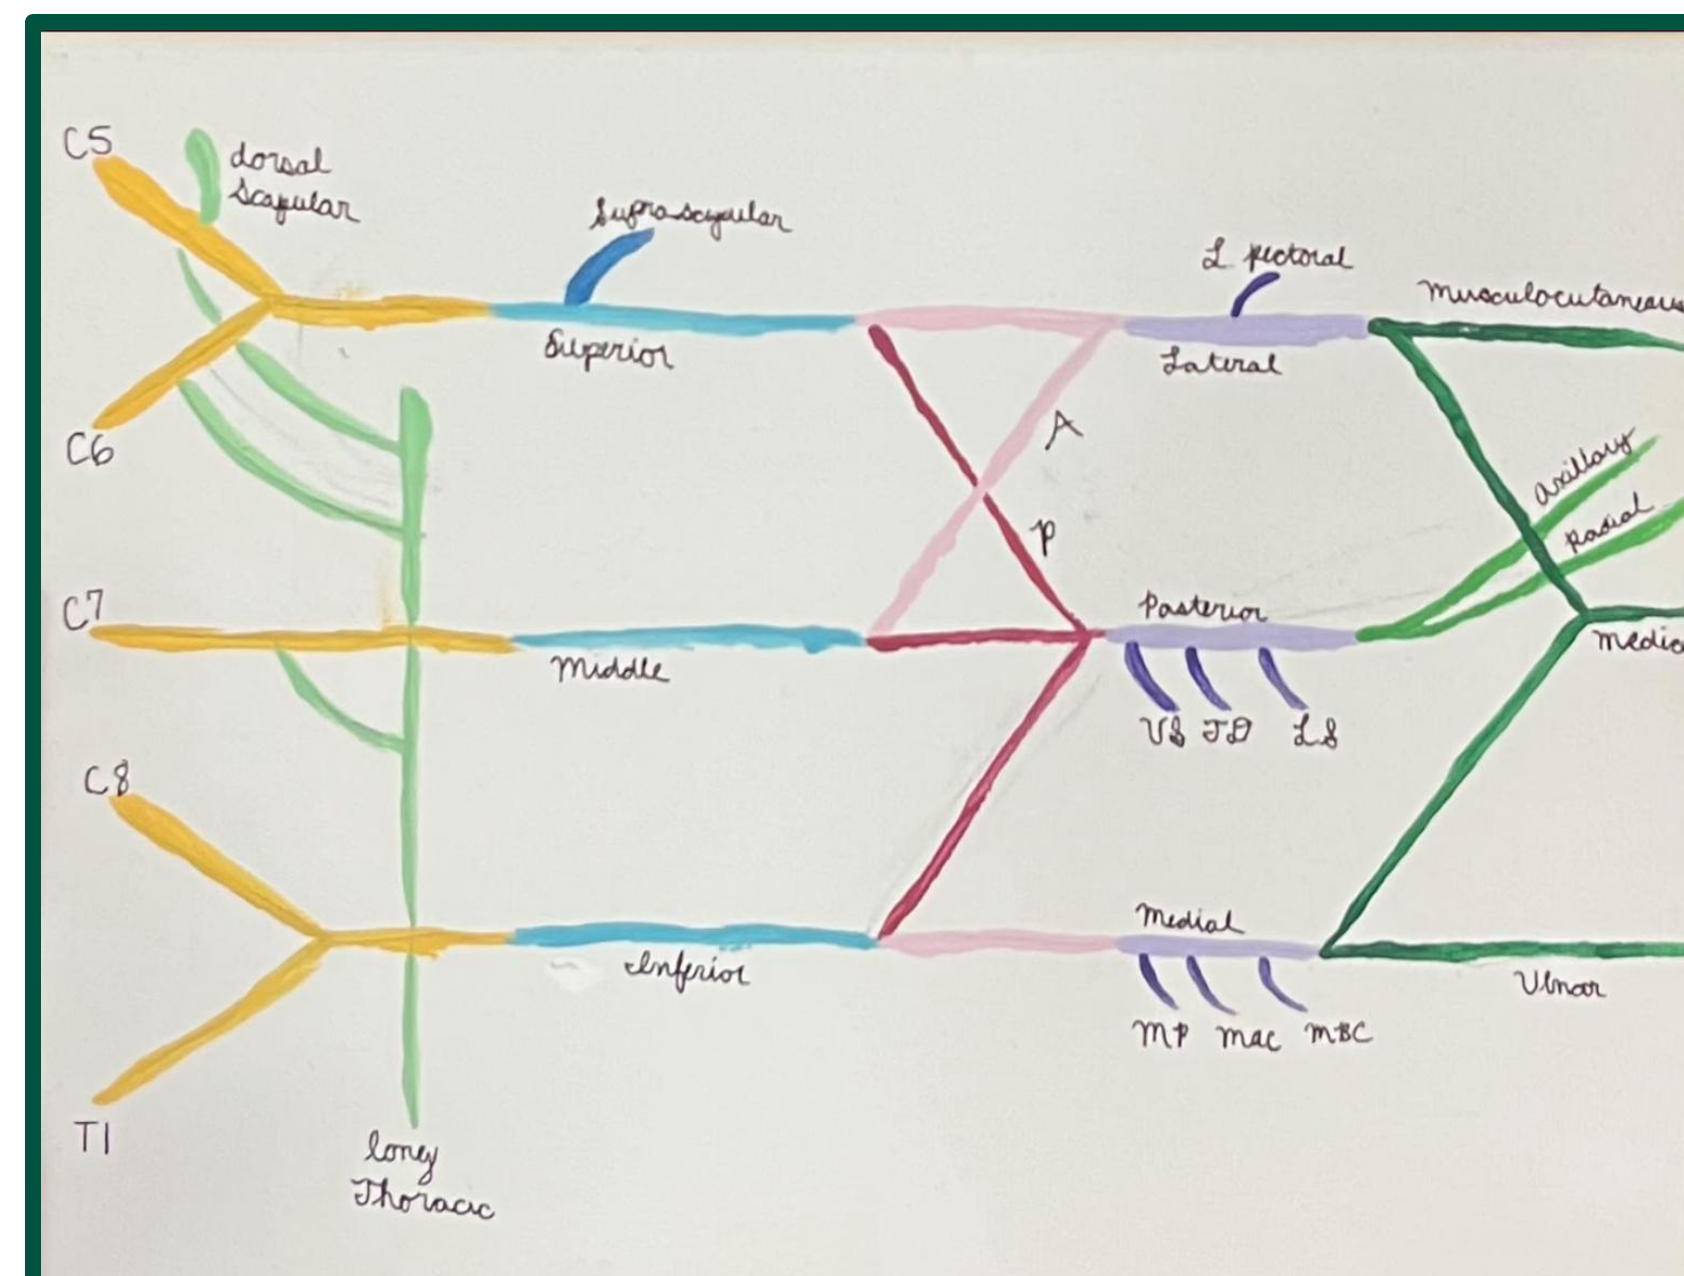 C5
dorsal
Scapular
Suprascapular
L pectoral
Musculocutaneous
Superior
Lateral
C6
A
Axillary
Radial
P
C7
Posterior
Middle
Media
VS TD LS
C8
Medial
Inferior
Ulnar
MP MAC MBC
T1
long
Thoracic